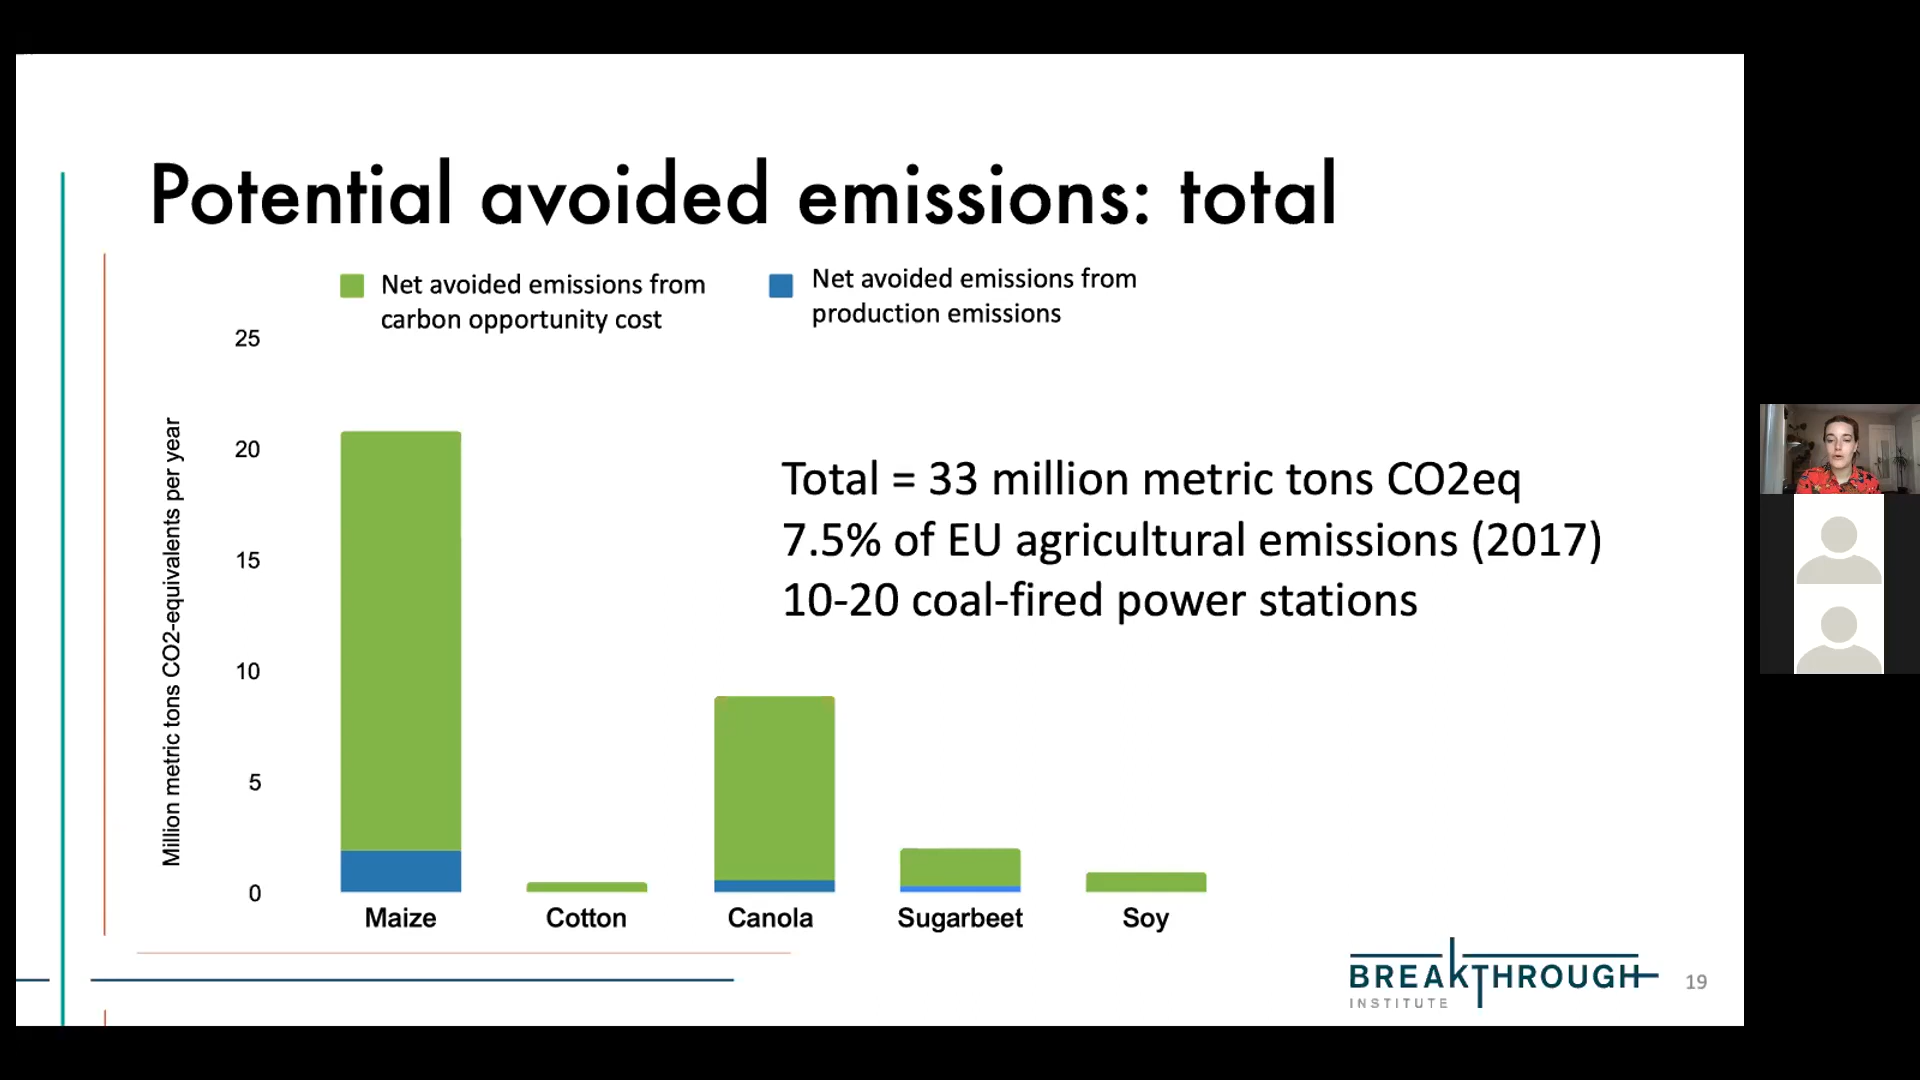 Potential avoided emissions: total
Net avoided emissions from
carbon opportunity cost
Net avoided emissions from
production emissions
25
20
15
10
5
0
Million metric tons CO2-equivalents per year
Total = 33 million metric tons CO2eq
7.5% of EU agricultural emissions (2017)
10-20 coal-fired power stations
Maize
Cotton
Canola
Sugarbeet
Soy
BREAKTHROUGH
INSTITUTE
19